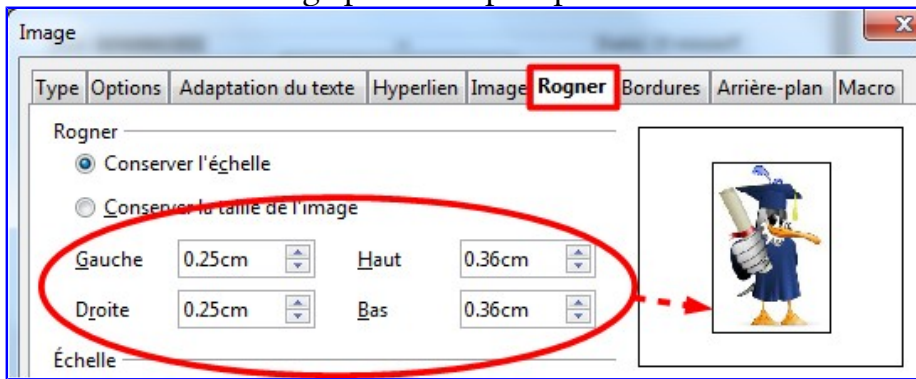 Image
Type Options Adaptation du texte Hyperlien Image Rogner Bordures Arrière-plan Macro
Rogner
Conserver l'échelle
Conserver la taille de l'image
Gauche 0.25cm Haut 0.36cm
Droite 0.25cm Bas 0.36cm
Échelle